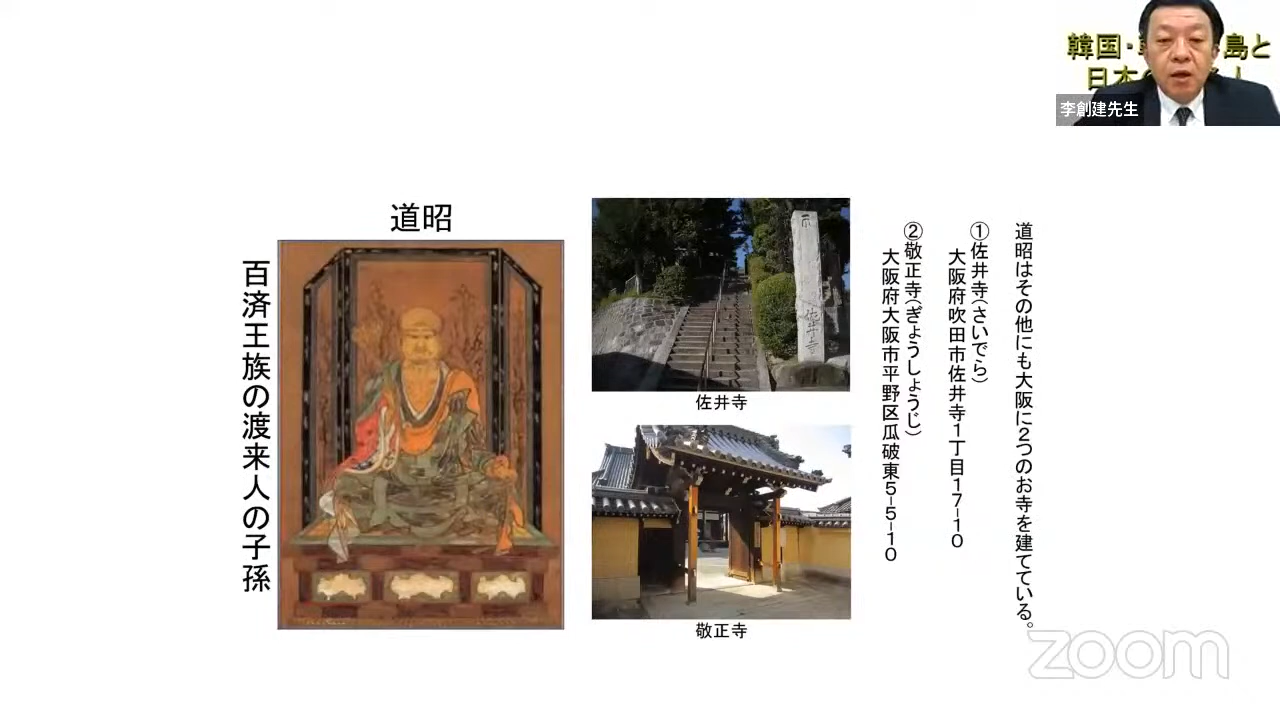 韓国・
島と
日本
李創建先生
道昭
百済王族の渡来人の子孫
佐井寺
佐井寺
敬正寺
道昭はその他にも大阪に2つのお寺を建てている。
①佐井寺(さいでら)
大阪府吹田市佐井寺1丁目17-10
②敬正寺(ぎょうしょうじ)
大阪府大阪市平野区瓜破東5-5-10
zoom